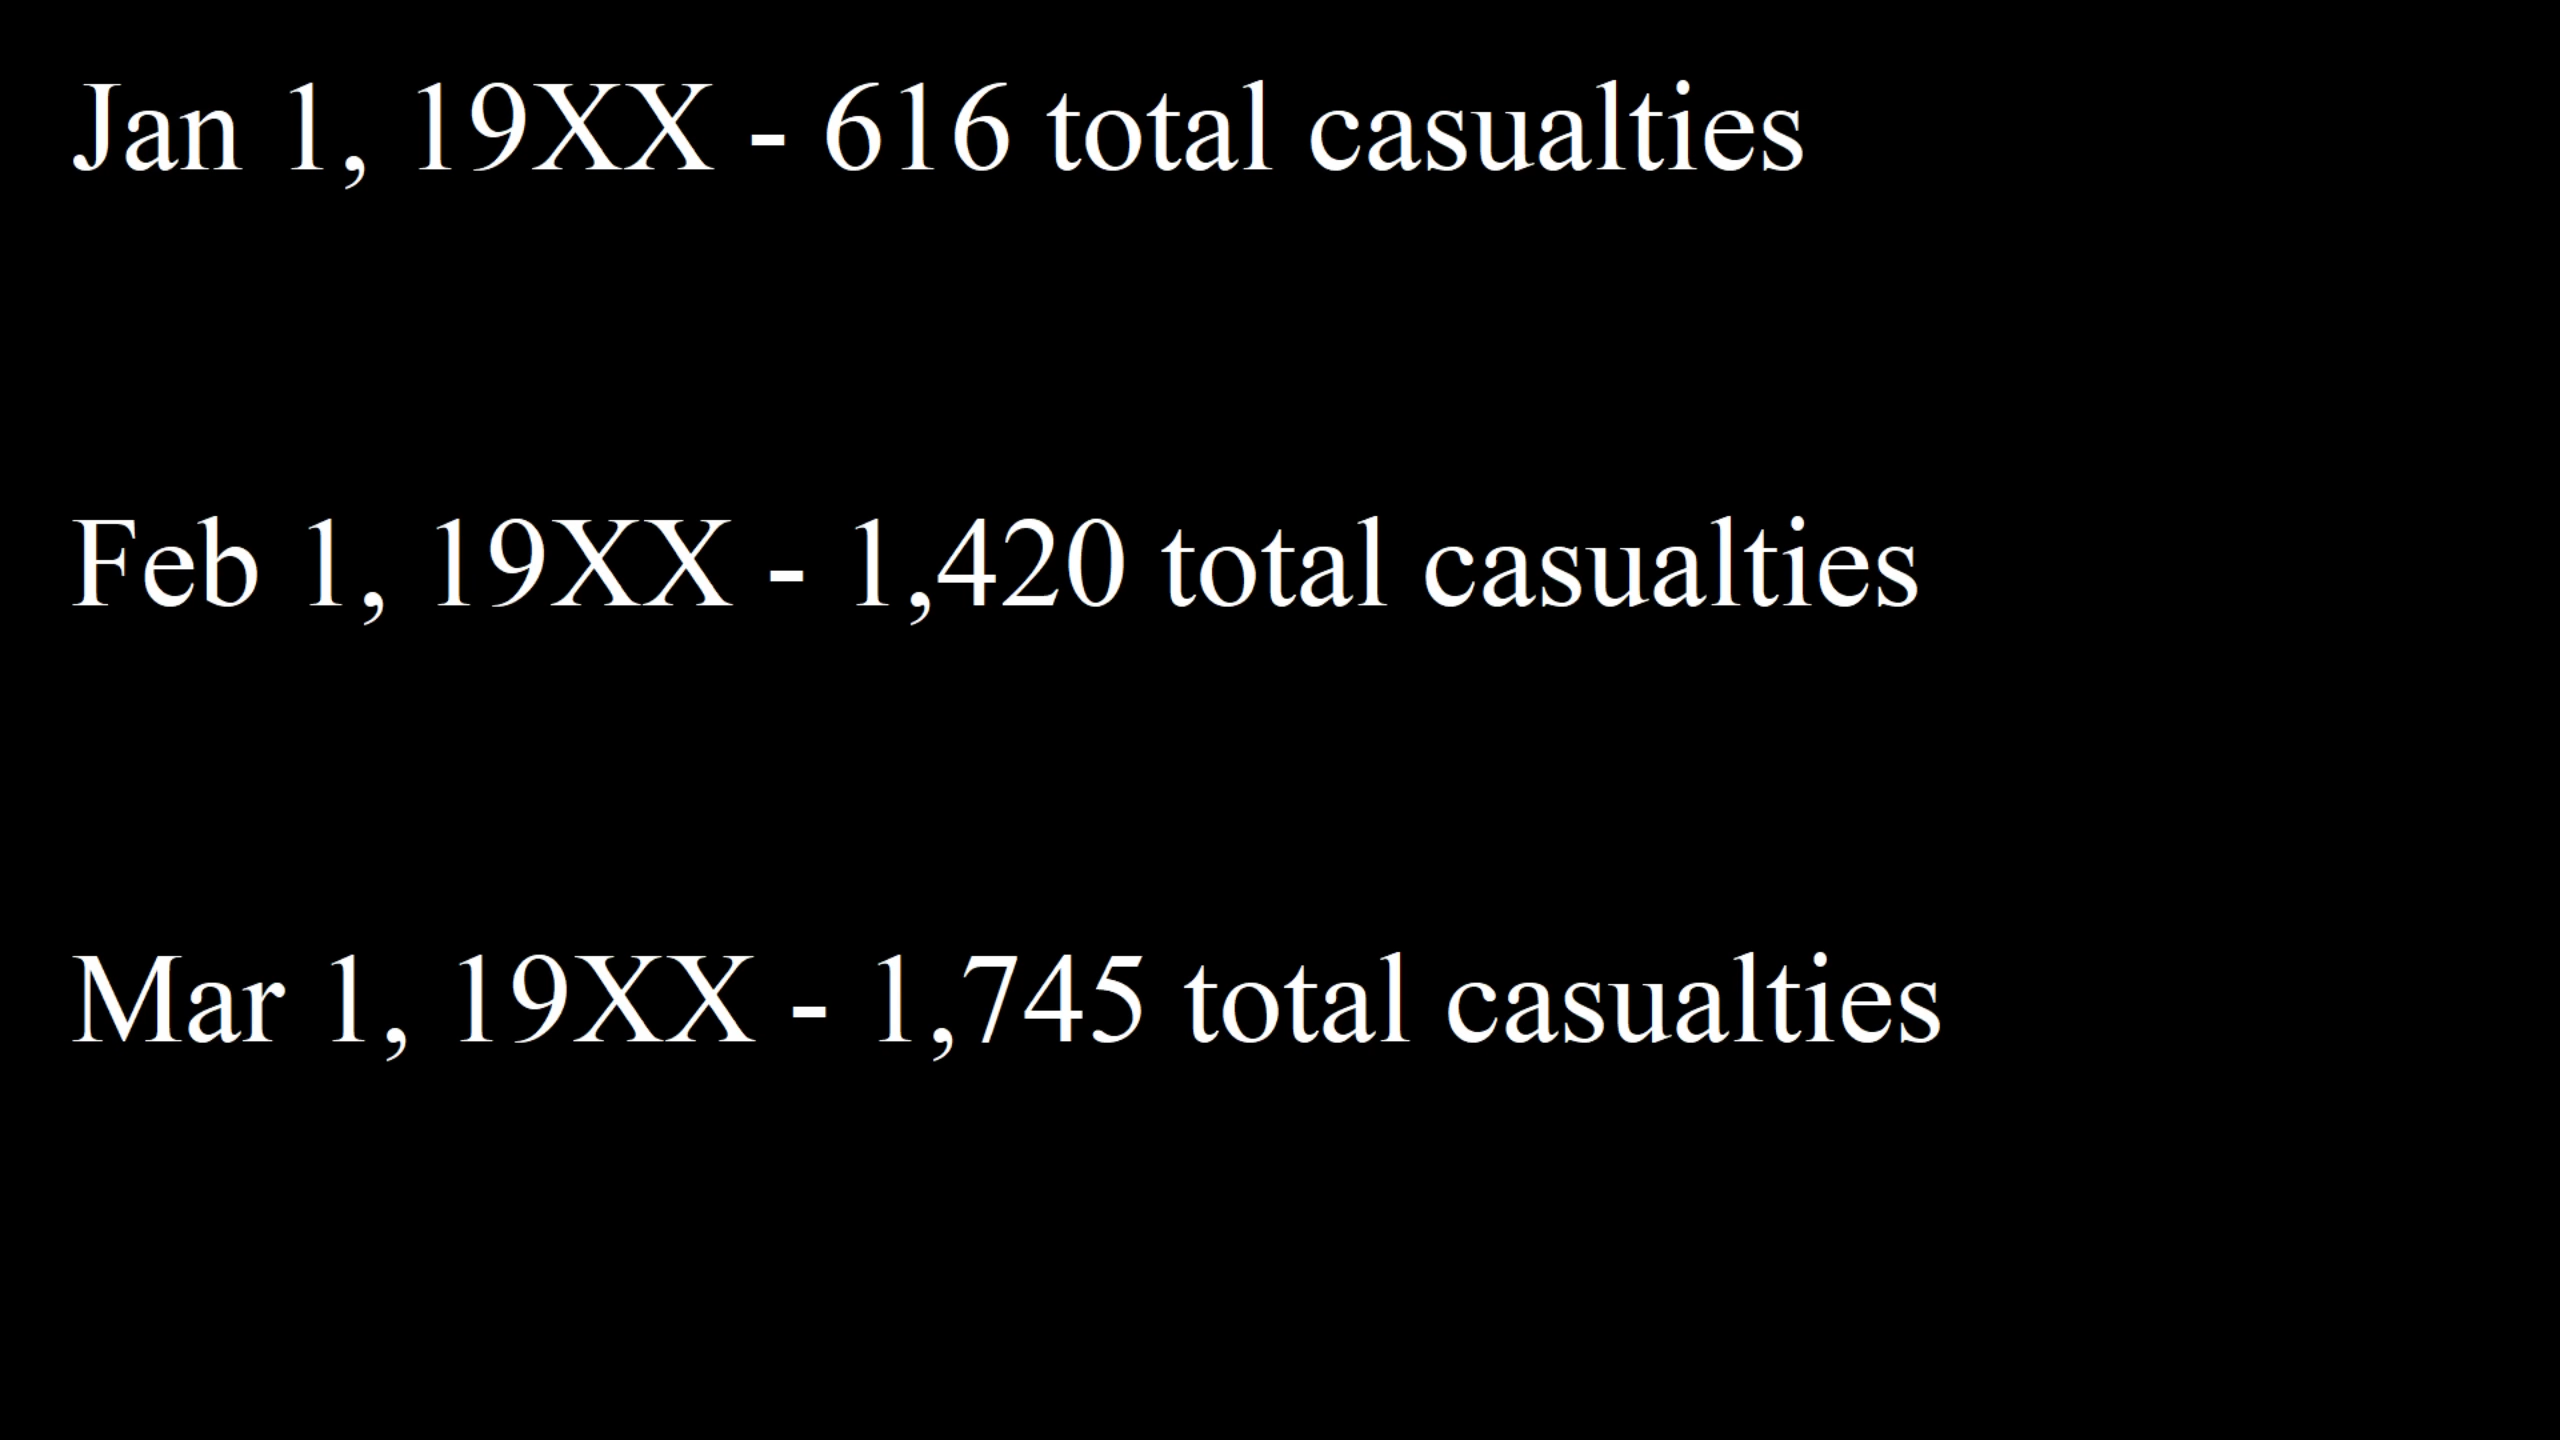 Jan 1, 19XX - 616 total casualties
Feb 1, 19XX - 1,420 total casualties
Mar 1, 19XX - 1,745 total casualties